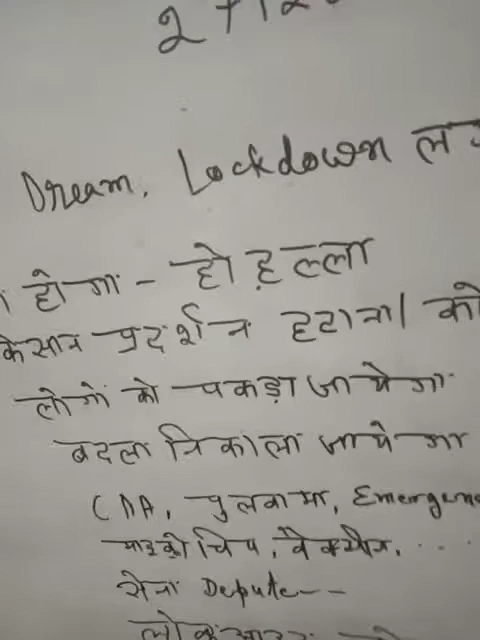 Dream, Lockdown
होगा - हो हल्ला
किसान प्रदर्शन हटाना।
लोगों को पकड़ा जायेगा
बदला निकाला जायेगा
CAA, पुलवामा,
माइक्रो चिप, वैक्सीन, ...
सेना Depute--